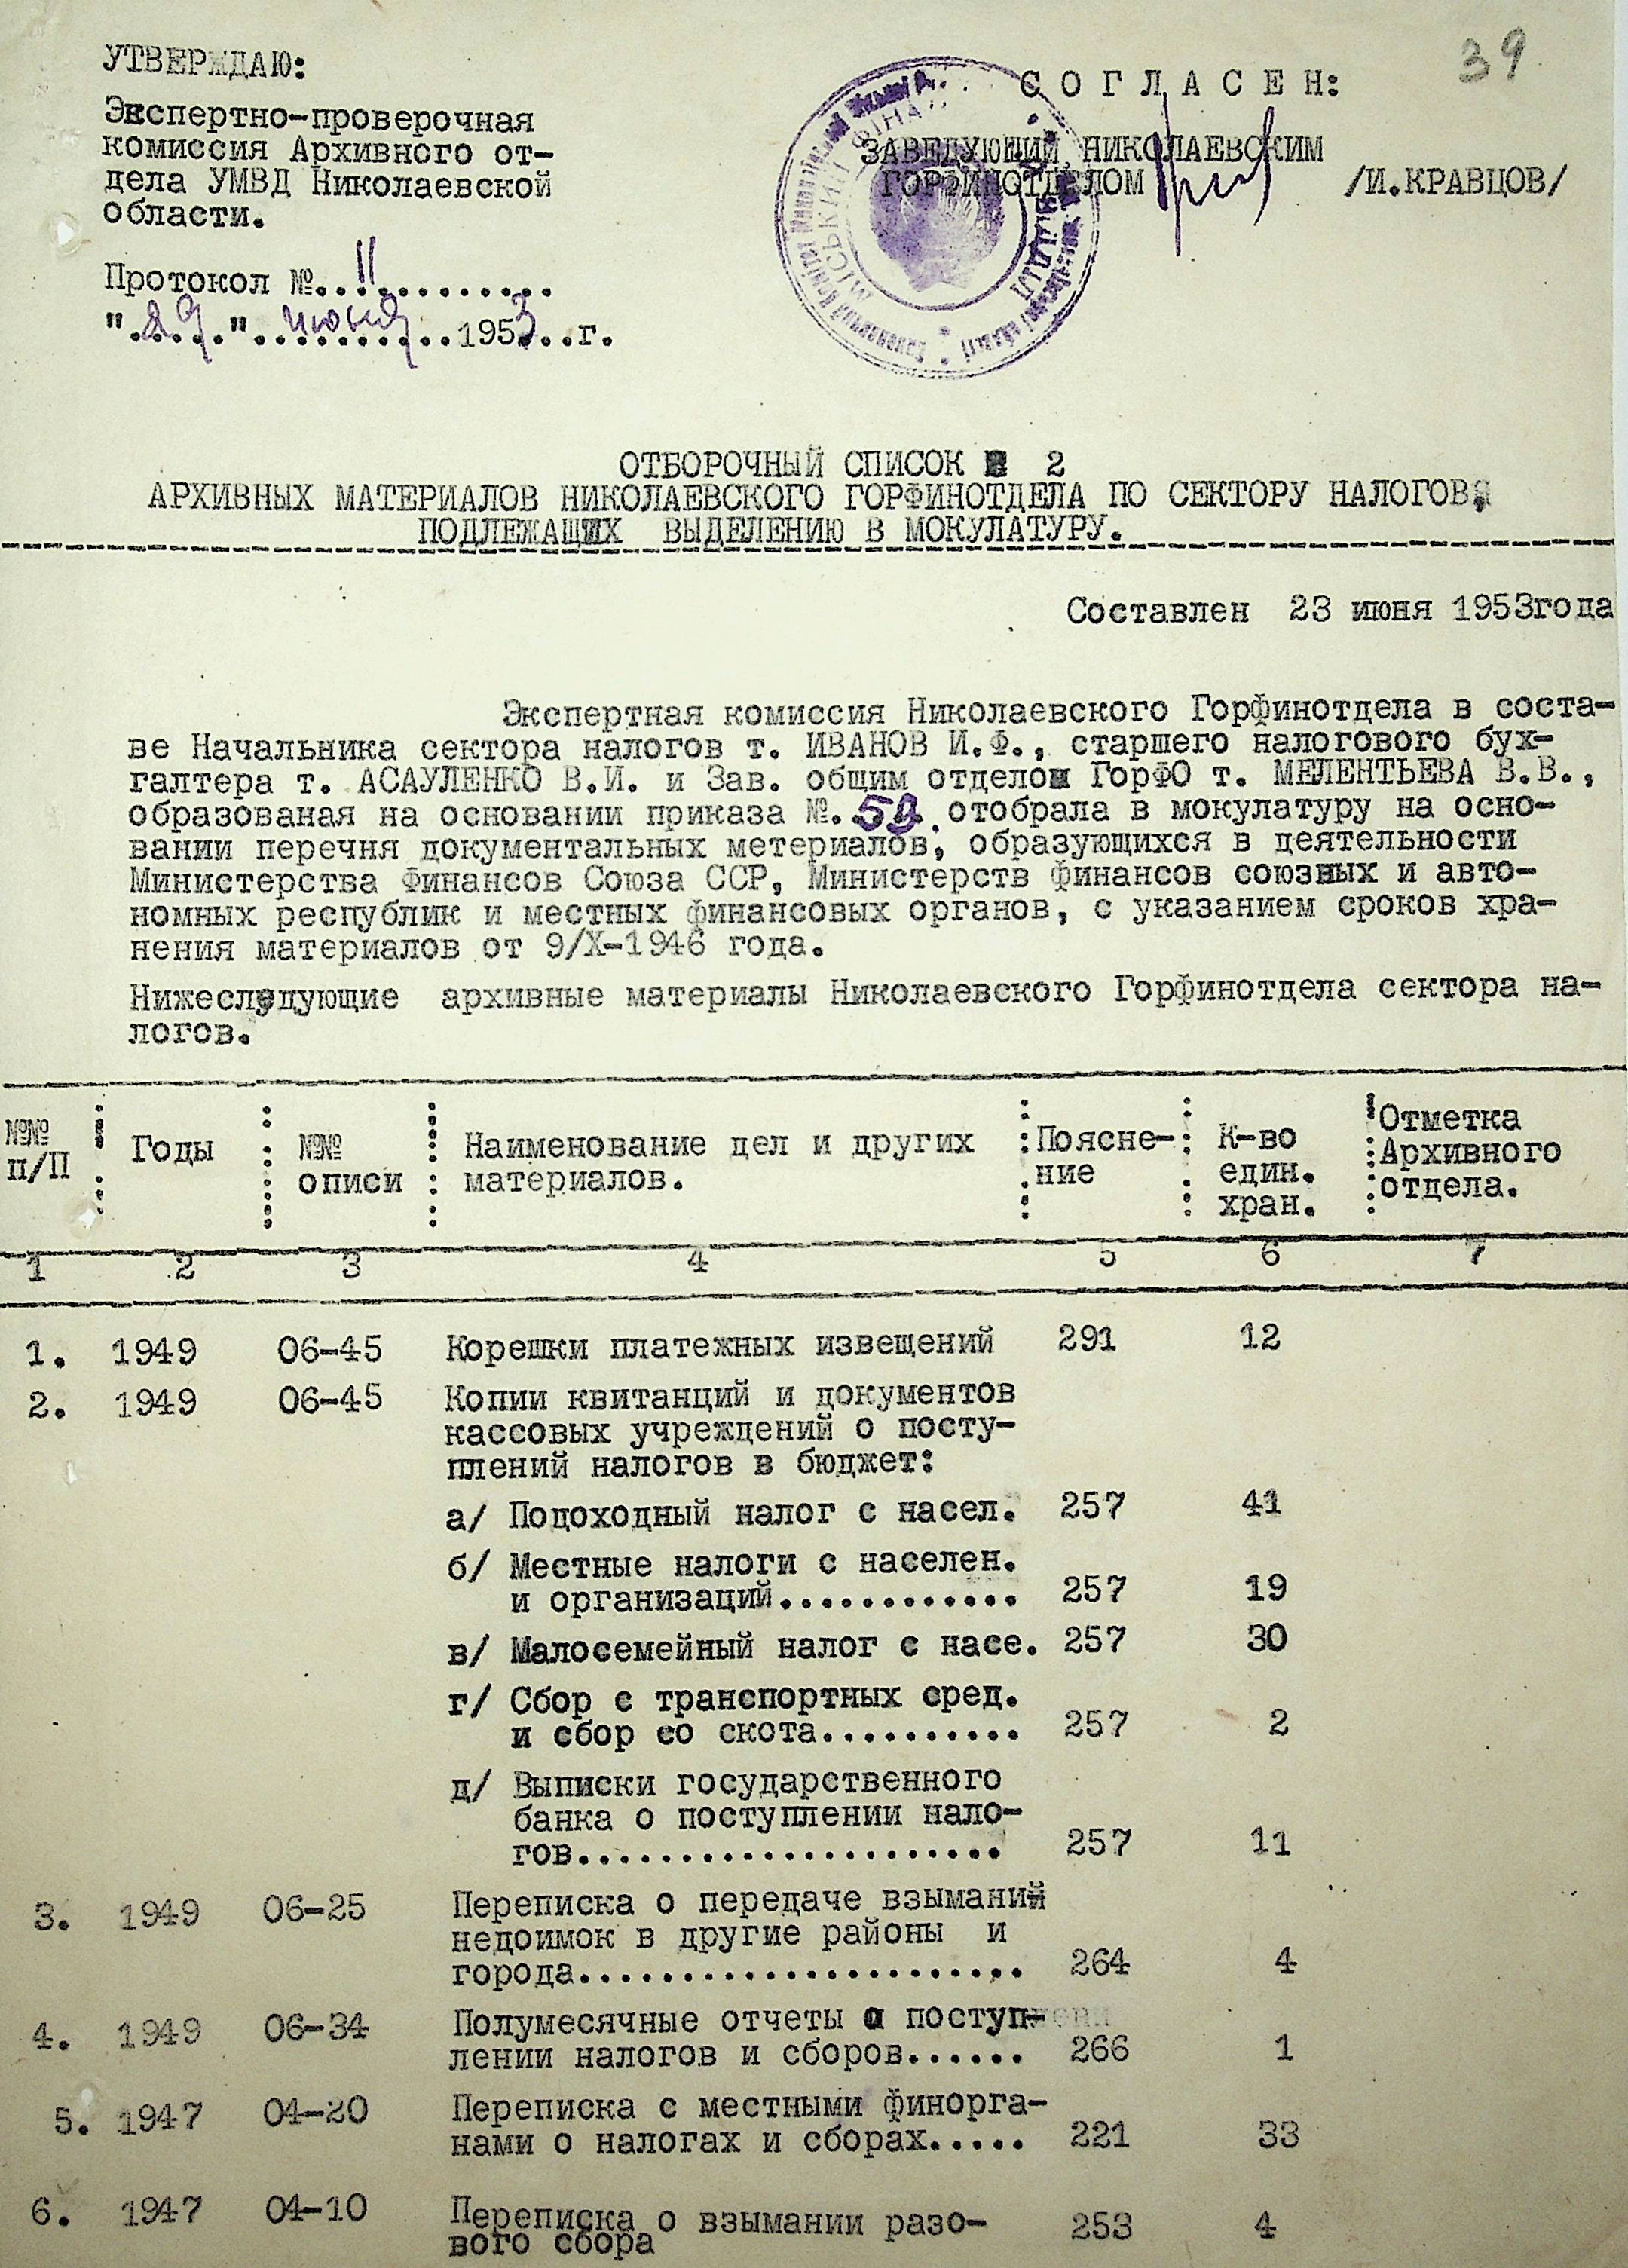 39
УТВЕРЖДАЮ:
Экспертно-проверочная
комиссия Архивного от-
дела УМВД Николаевской
области.
Протокол №..11..........
".29." июня 1953..г.
СОГЛАСЕН:
ЗАВЕДУЮЩИЙ НИКОЛАЕВСКИМ
ГОРФИНОТДЕЛОМ /И.КРАВЦОВ/
МІСЬКИЙ ФІНА ВІДДІЛ
ОТБОРОЧНЫЙ СПИСОК № 2
АРХИВНЫХ МАТЕРИАЛОВ НИКОЛАЕВСКОГО ГОРФИНОТДЕЛА ПО СЕКТОРУ НАЛОГОВ,
ПОДЛЕЖАЩИХ ВЫДЕЛЕНИЮ В МОКУЛАТУРУ.
Составлен 23 июня 1953года
Экспертная комиссия Николаевского Горфинотдела в соста-
ве Начальника сектора налогов т. ИВАНОВ И.Ф., старшего налогового бух-
галтера т. АСАУЛЕНКО В.И. и Зав. общим отделом ГорФО т. МЕЛЕНТЬЕВА В.В.,
образованая на основании приказа №.59.отобрала в мокулатуру на осно-
вании перечня документальных метериалов, образующихся в деятельности
Министерства Финансов Союза ССР, Министерств финансов союзных и авто-
номных республик и местных финансовых органов, с указанием сроков хра-
нения материалов от 9/Х-1946 года.
Нижеследующие архивные материалы Николаевского Горфинотдела сектора на-
логов.
№№ п/П Годы №№ описи Наименование дел и других материалов. Поясне-ние К-во един. хран. Отметка Архивного отдела.
1 2 3 4 5 6 7
1. 1949 06-45 Корешки платежных извещений 291 12
2. 1949 06-45 Копии квитанций и документов
кассовых учреждений о посту-
плений налогов в бюджет:
а/ Подоходный налог с насел. 257 41
б/ Местные налоги с населен.
и организаций............ 257 19
в/ Малосемейный налог с насе. 257 30
г/ Сбор с транспортных сред.
и сбор со скота.......... 257 2
д/ Выписки государственного
банка о поступлении нало-
гов..................... 257 11
3. 1949 06-25 Переписка о передаче взыманий
недоимок в другие районы и
города...................... 264 4
4. 1949 06-34 Полумесячные отчеты о поступ-
лении налогов и сборов...... 266 1
5. 1947 04-20 Переписка с местными финорга-
нами о налогах и сборах..... 221 33
6. 1947 04-10 Переписка о взымании разо-
вого сбора 253 4